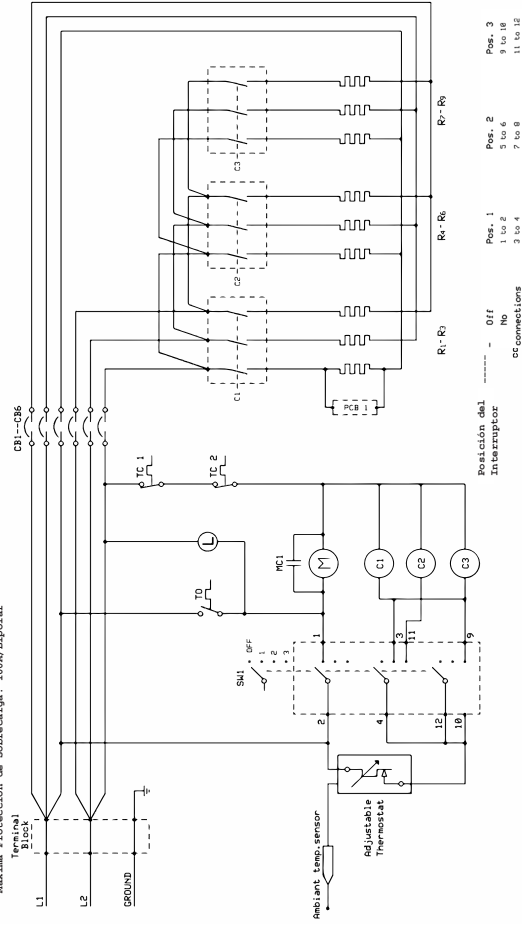 Máxima Protección de Sobrecarga: 100A/Bipolar
Terminal
Block
L1
L2
GROUND
CB1--CB6
TC 1
TC 2
TO
L
MC1
M
C1
C2
C3
SW1
OFF
1
2
3
1
3
11
9
2
4
12
10
Ambiant temp.sensor
Adjustable
Thermostat
PCB 1
C1
C2
C3
R1- R3
R4- R6
R7- R9
Posición del ------ - Off Pos. 1 Pos. 2 Pos. 3
Interruptor No 1 to 2 5 to 6 9 to 10
connections 3 to 4 7 to 8 11 to 12